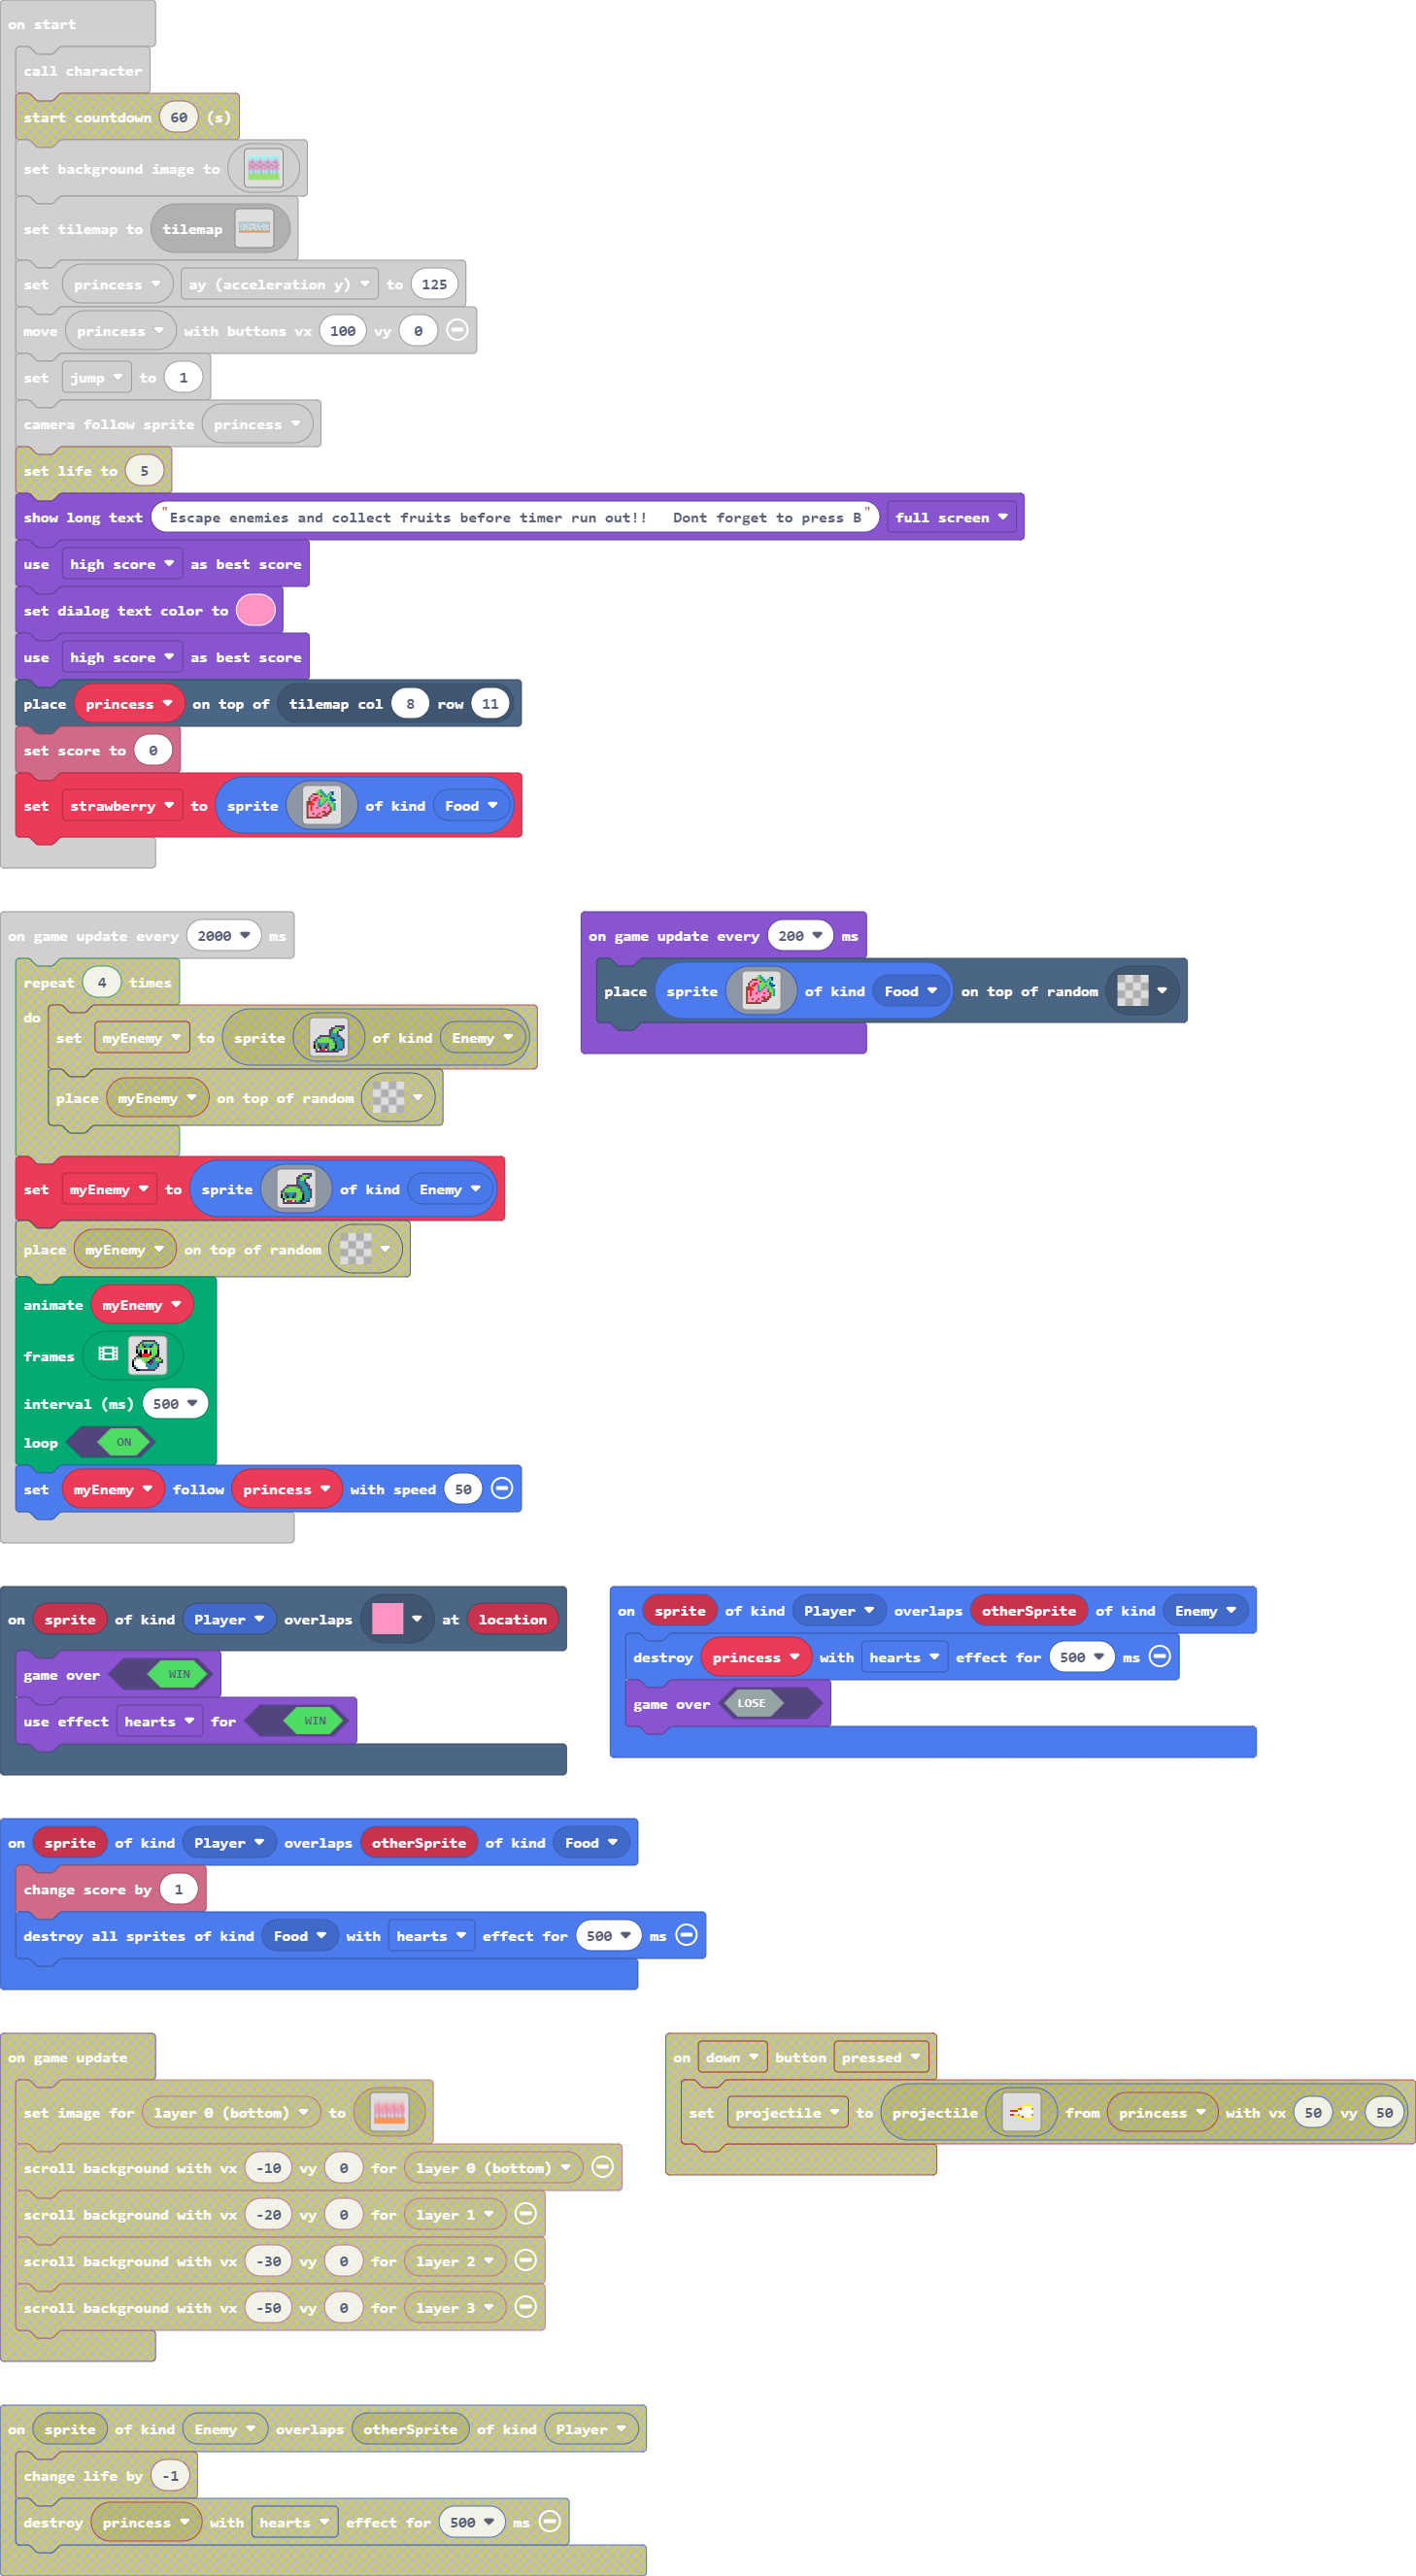 on start
call character
start countdown 60 (s)
set background image to
set tilemap to tilemap
set princess ay (acceleration y) to 125
move princess with buttons vx 100 vy 0
set jump to 1
camera follow sprite princess
set life to 5
show long text "Escape enemies and collect fruits before timer run out!! Dont forget to press B" full screen
use high score as best score
set dialog text color to
use high score as best score
place princess on top of tilemap col 8 row 11
set score to 0
set strawberry to sprite of kind Food
on game update every 2000 ms
repeat 4 times
do
set myEnemy to sprite of kind Enemy
place myEnemy on top of random
set myEnemy to sprite of kind Enemy
place myEnemy on top of random
animate myEnemy
frames
interval (ms) 500
loop ON
set myEnemy follow princess with speed 50
on game update every 200 ms
place sprite of kind Food on top of random
on sprite of kind Player overlaps at location
game over WIN
use effect hearts for WIN
on sprite of kind Player overlaps otherSprite of kind Enemy
destroy princess with hearts effect for 500 ms
game over LOSE
on sprite of kind Player overlaps otherSprite of kind Food
change score by 1
destroy all sprites of kind Food with hearts effect for 500 ms
on game update
set image for layer 0 (bottom) to
scroll background with vx -10 vy 0 for layer 0 (bottom)
scroll background with vx -20 vy 0 for layer 1
scroll background with vx -30 vy 0 for layer 2
scroll background with vx -50 vy 0 for layer 3
on down button pressed
set projectile to projectile from princess with vx 50 vy 50
on sprite of kind Enemy overlaps otherSprite of kind Player
change life by -1
destroy princess with hearts effect for 500 ms